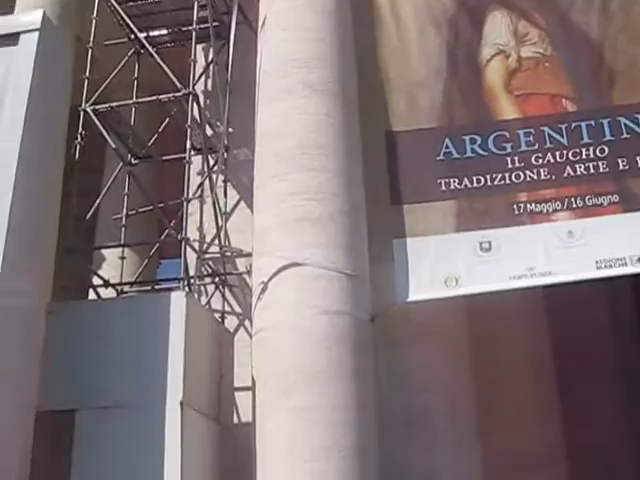 ARGENTIN
IL GAUCHO
TRADIZIONE, ARTE E
17 Maggio / 16 Giugno
REGIONE
MARCHE